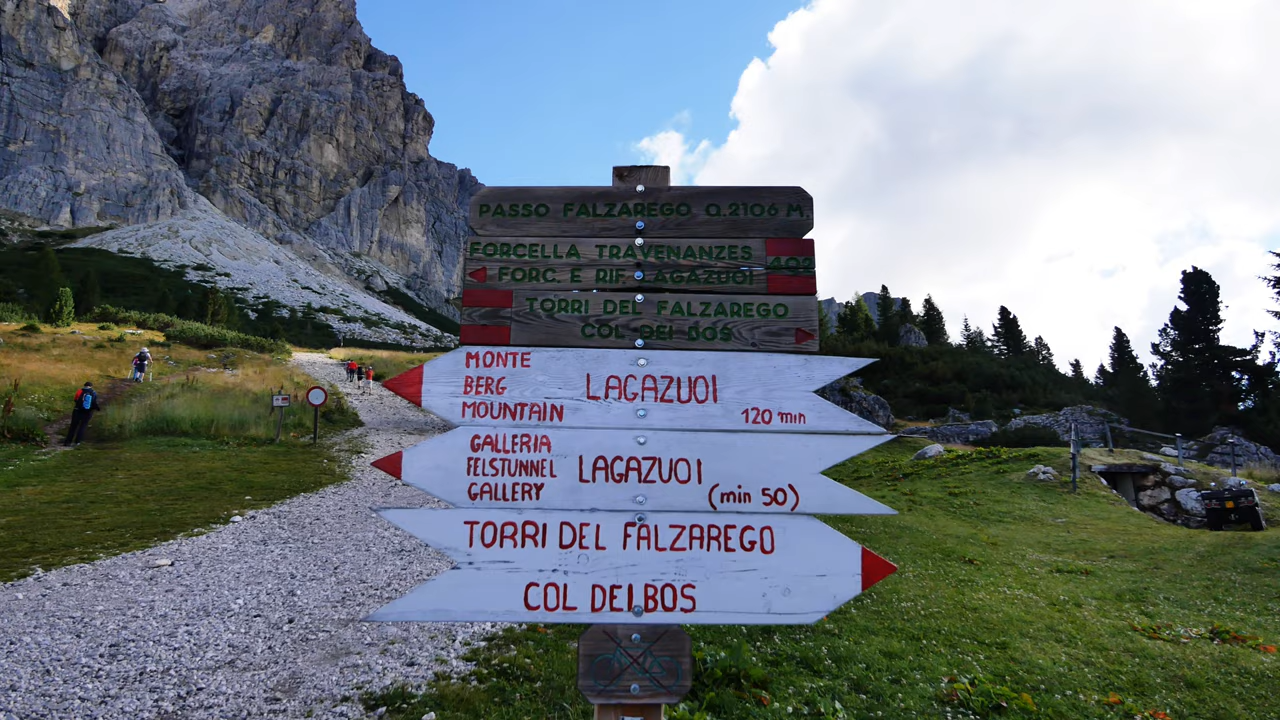 PASSO FALZAREGO Q.2106 M.
FORCELLA TRAVENANZES
402
FORC. E RIF. LAGAZUOI
TORRI DEL FALZAREGO
COL DEI BOS
MONTE
BERG
MOUNTAIN
LAGAZUOI
120 min
GALLERIA
FELSTUNNEL
GALLERY
LAGAZUOI
(min 50)
TORRI DEL FALZAREGO
COL DEI BOS